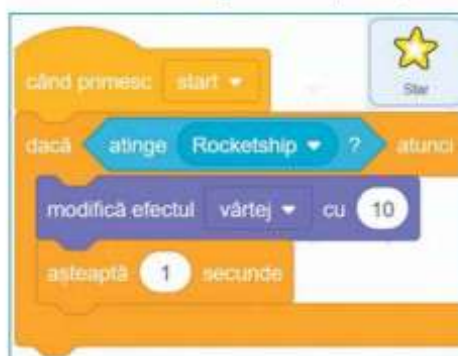 când primesc start
Star
dacă atinge Rocketship ? atunci
modifică efectul vârtej cu 10
așteaptă 1 secunde